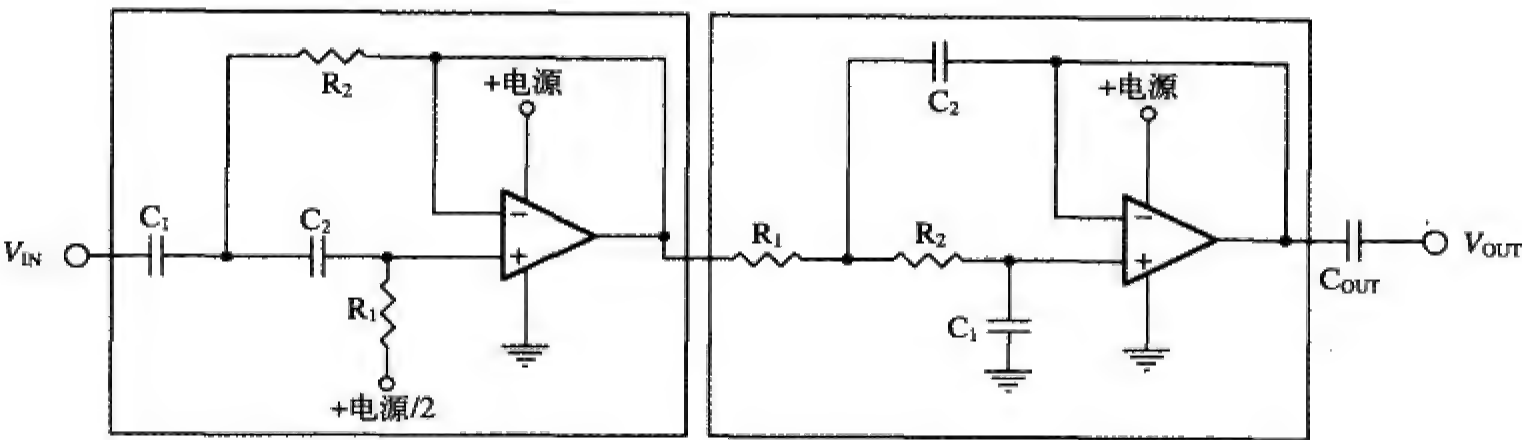 R₂
+电源
C₂
+电源
C₁
C₂
−
+
V_IN
R₁
R₂
−
+
V_OUT
C_OUT
R₁
C₁
+电源/2